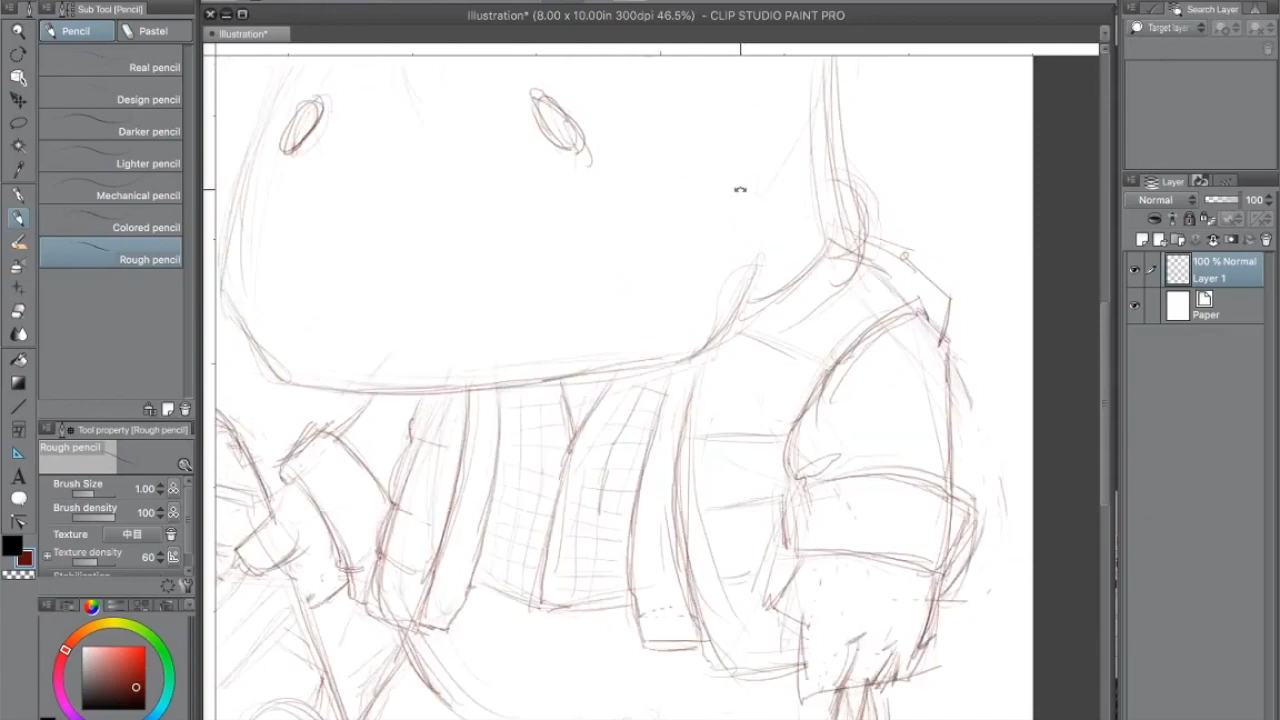 Sub Tool [Pencil]
Illustration* (8.00 x 10.00in 300dpi 46.5%) - CLIP STUDIO PAINT PRO
Search Layer
Pencil
Pastel
Illustration*
Target layer
Real pencil
Design pencil
Darker pencil
Lighter pencil
Mechanical pencil
Colored pencil
Rough pencil
Layer
Normal
100
100 % Normal
Layer 1
Paper
Tool property [Rough pencil]
Rough pencil
Brush Size
1.00
Brush density
100
Texture
中目
Texture density
60